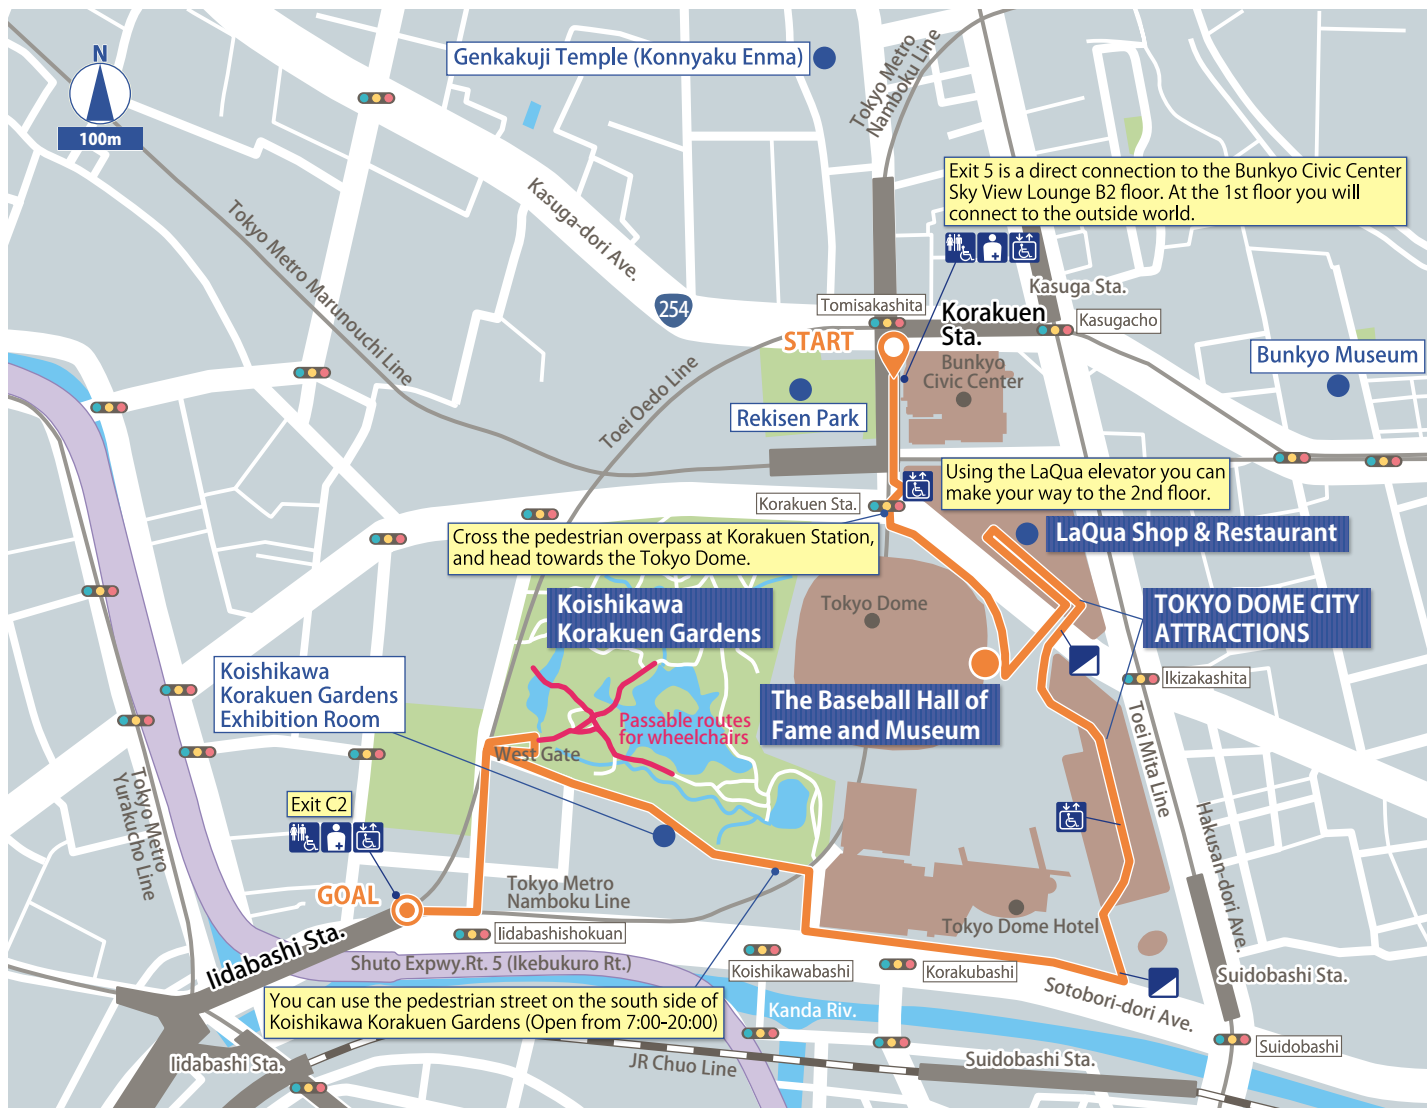 N
100m
Genkakuji Temple (Konnyaku Enma)
Tokyo Metro
Namboku Line
Kasuga-dori Ave.
Exit 5 is a direct connection to the Bunkyo Civic Center
Sky View Lounge B2 floor. At the 1st floor you will
connect to the outside world.
Tokyo Metro Marunouchi Line
254
Kasuga Sta.
Tomisakashita
Korakuen
Sta.
Kasugacho
START
Bunkyo
Civic Center
Bunkyo Museum
Toei Oedo Line
Rekisen Park
Using the LaQua elevator you can
make your way to the 2nd floor.
Korakuen Sta.
Cross the pedestrian overpass at Korakuen Station,
and head towards the Tokyo Dome.
LaQua Shop & Restaurant
Koishikawa
Korakuen Gardens
Tokyo Dome
TOKYO DOME CITY
ATTRACTIONS
Koishikawa
Korakuen Gardens
Exhibition Room
Ikizakashita
The Baseball Hall of
Fame and Museum
Passable routes
for wheelchairs
West Gate
Toei Mita Line
Tokyo Metro
Yurakucho Line
Exit C2
Hakusan-dori Ave.
GOAL
Tokyo Metro
Namboku Line
Tokyo Dome Hotel
Iidabashi Sta.
Iidabashishokuan
Shuto Expwy.Rt. 5 (Ikebukuro Rt.)
Koishikawabashi
Korakubashi
Sotobori-dori Ave.
Suidobashi Sta.
You can use the pedestrian street on the south side of
Koishikawa Korakuen Gardens (Open from 7:00-20:00)
Kanda Riv.
Iidabashi Sta.
JR Chuo Line
Suidobashi Sta.
Suidobashi